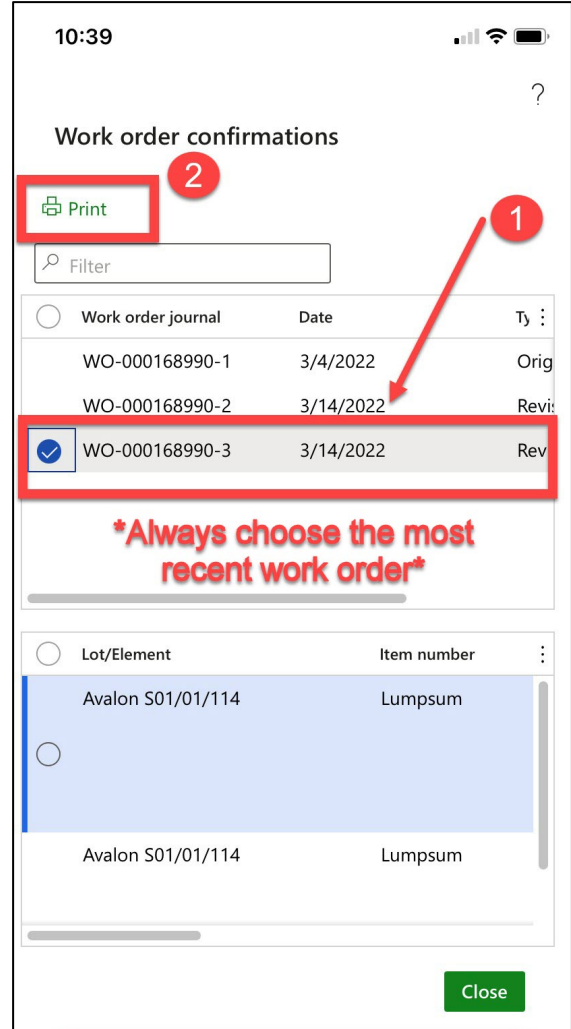 10:39
?
Work order confirmations
2
Print
1
Filter
Work order journal Date Ty
WO-000168990-1 3/4/2022 Orig
WO-000168990-2 3/14/2022 Revi
WO-000168990-3 3/14/2022 Rev
*Always choose the most
recent work order*
Lot/Element Item number
Avalon S01/01/114 Lumpsum
Avalon S01/01/114 Lumpsum
Close